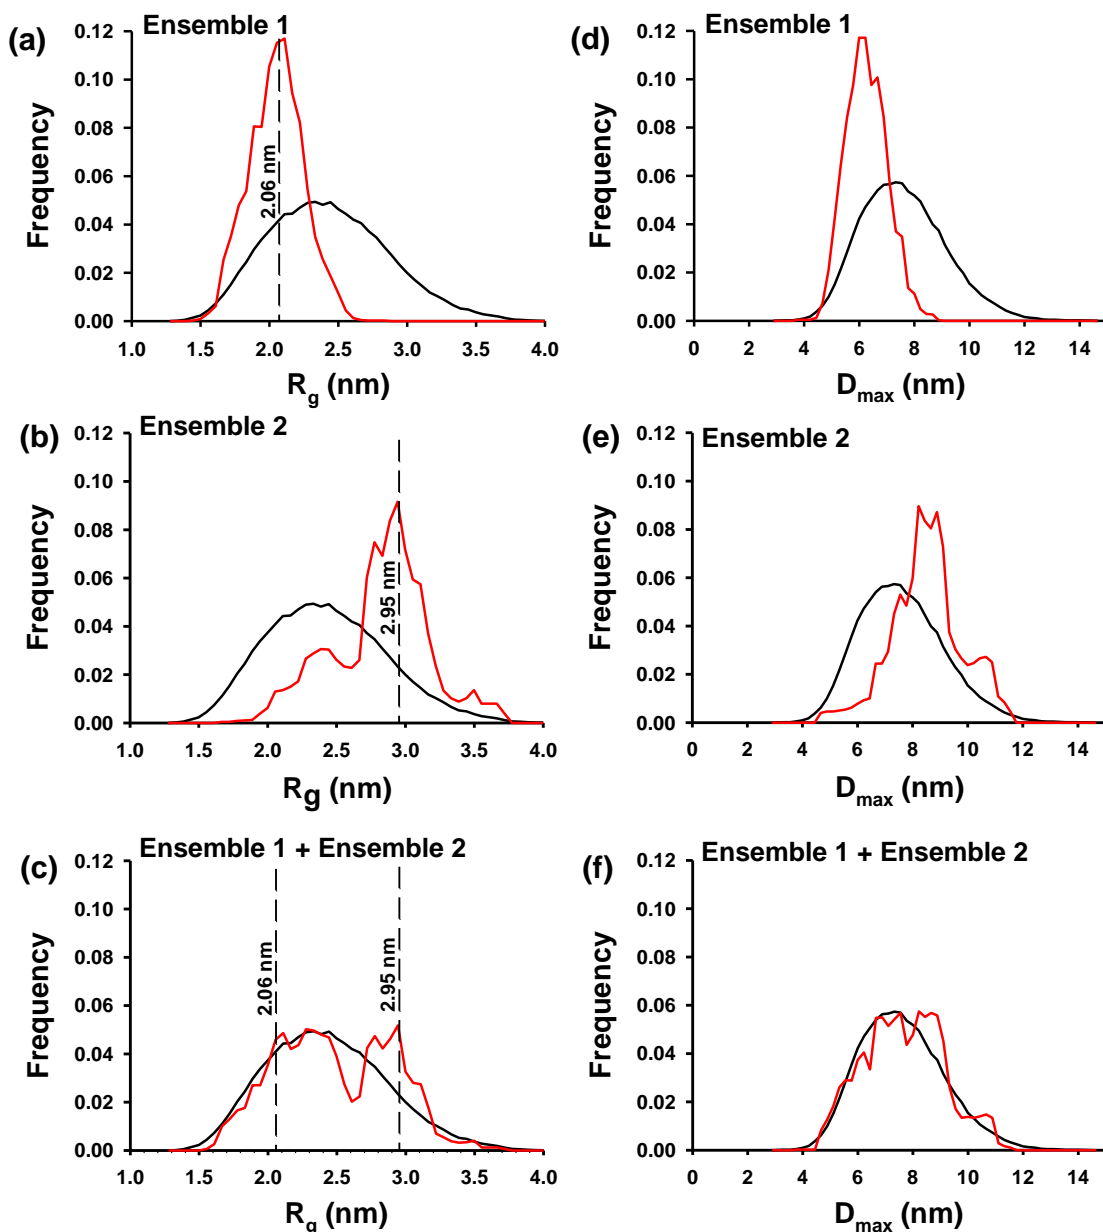 (a)
Ensemble 1
0.12
0.10
0.08
0.06
0.04
0.02
0.00
Frequency
2.06 nm
1.0 1.5 2.0 2.5 3.0 3.5 4.0
Rg (nm)
(d)
Ensemble 1
0.12
0.10
0.08
0.06
0.04
0.02
0.00
Frequency
0 2 4 6 8 10 12 14
Dmax (nm)
(b)
Ensemble 2
0.12
0.10
0.08
0.06
0.04
0.02
0.00
Frequency
2.95 nm
1.0 1.5 2.0 2.5 3.0 3.5 4.0
Rg (nm)
(e)
Ensemble 2
0.12
0.10
0.08
0.06
0.04
0.02
0.00
Frequency
0 2 4 6 8 10 12 14
Dmax (nm)
(c)
Ensemble 1 + Ensemble 2
0.12
0.10
0.08
0.06
0.04
0.02
0.00
Frequency
2.06 nm
2.95 nm
1.0 1.5 2.0 2.5 3.0 3.5 4.0
Rg (nm)
(f)
Ensemble 1 + Ensemble 2
0.12
0.10
0.08
0.06
0.04
0.02
0.00
Frequency
0 2 4 6 8 10 12 14
Dmax (nm)